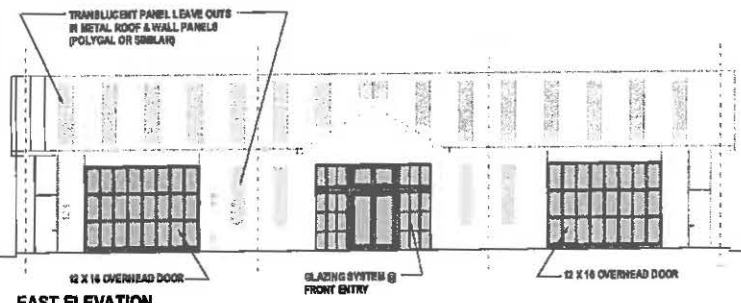 TRANSLUCENT PANEL LEAVE OUTS
IN METAL ROOF & WALL PANELS
(POLYGAL OR SIMILAR)
12 X 16 OVERHEAD DOOR
GLAZING SYSTEM @
FRONT ENTRY
12 X 16 OVERHEAD DOOR
EAST ELEVATION